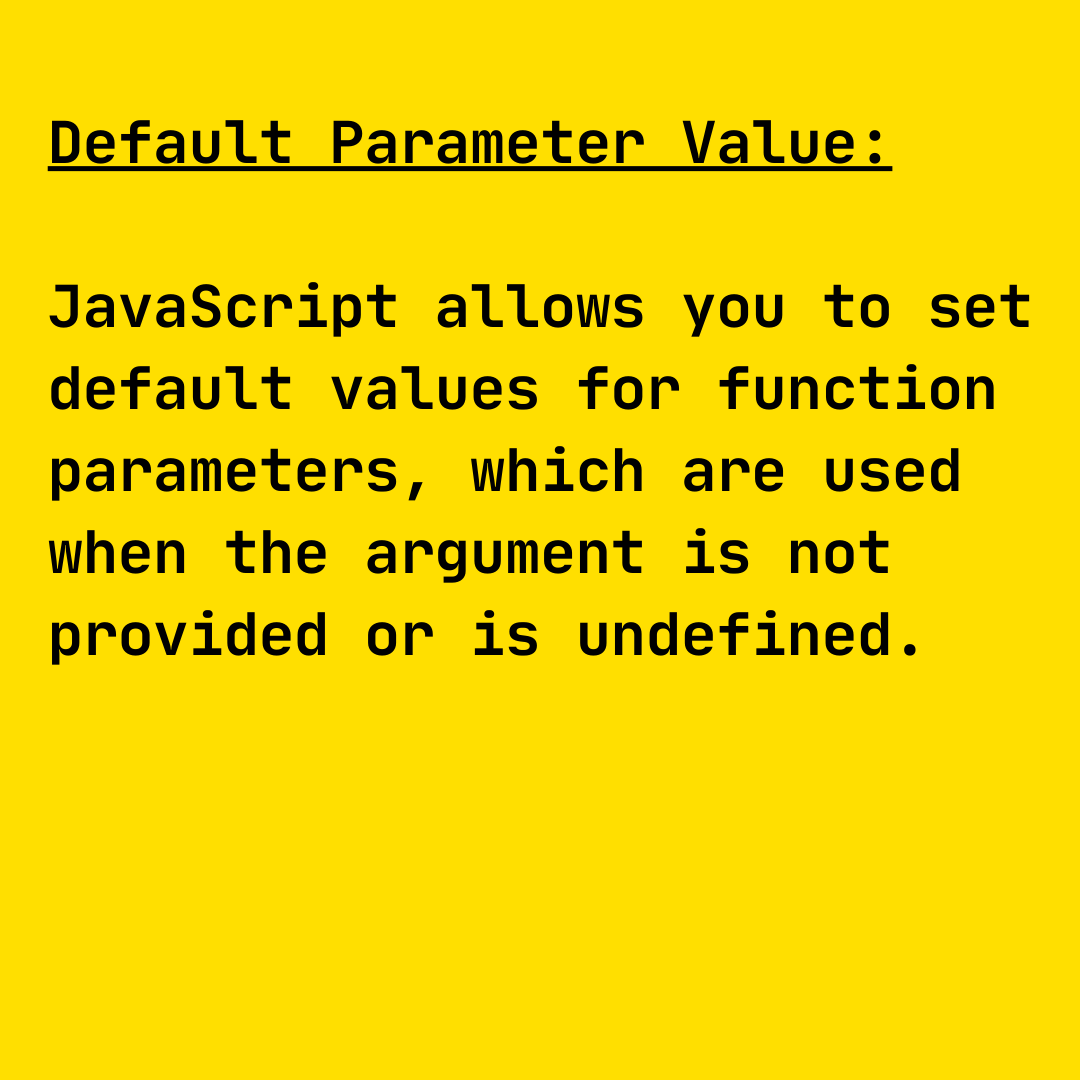 Default Parameter Value:
JavaScript allows you to set
default values for function
parameters, which are used
when the argument is not
provided or is undefined.